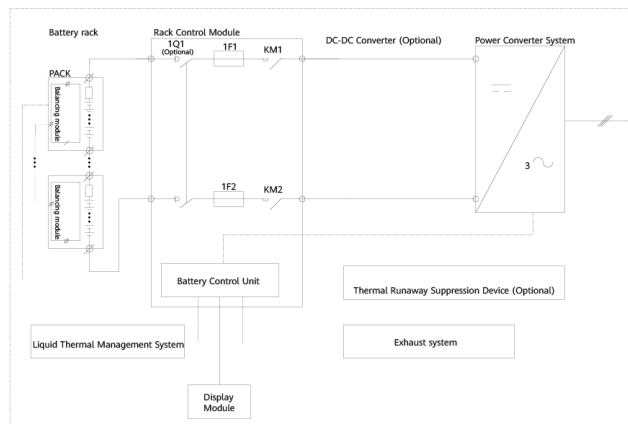 Battery rack
Rack Control Module
1Q1
(Optional)
1F1
KM1
DC-DC Converter (Optional)
Power Converter System
PACK
Balancing module
Balancing module
3
1F2
KM2
Battery Control Unit
Thermal Runaway Suppression Device (Optional)
Liquid Thermal Management System
Exhaust system
Display
Module